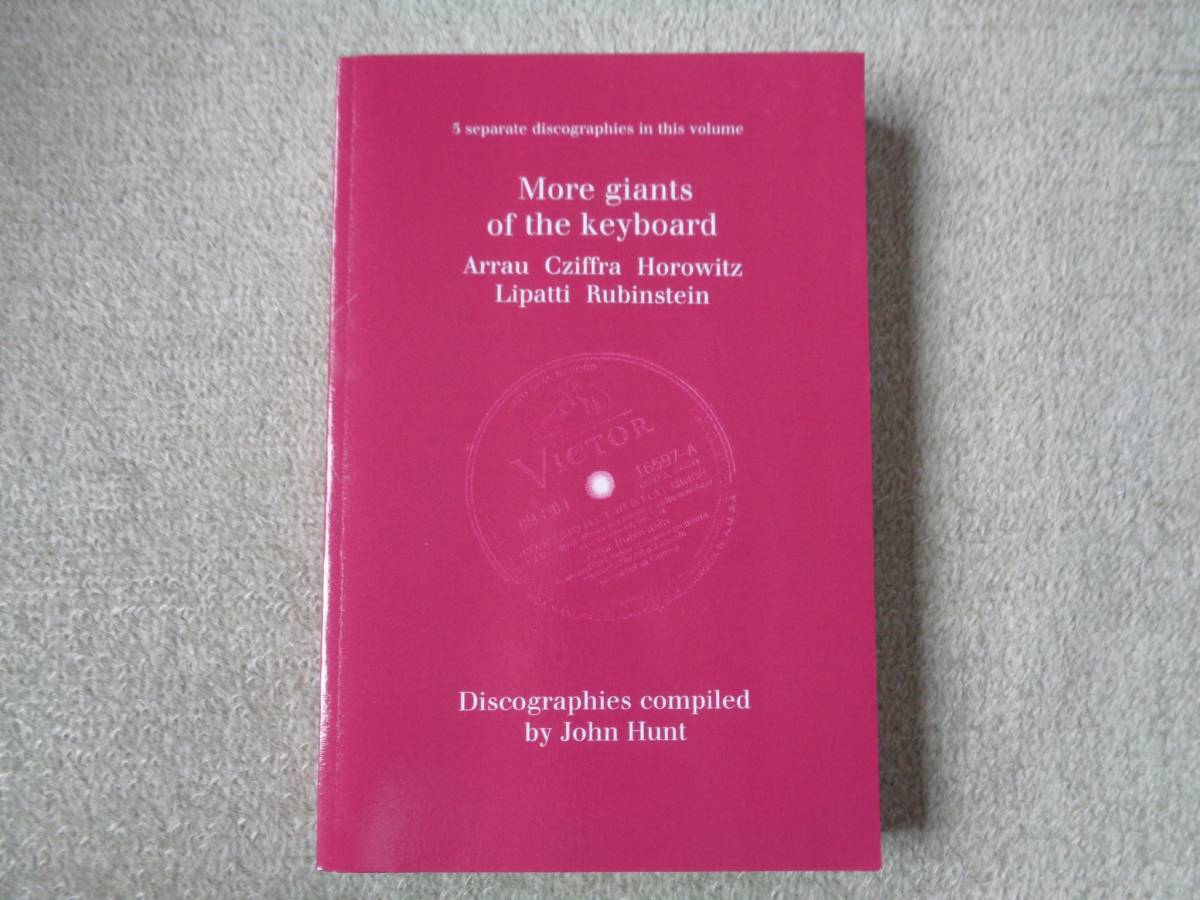 5 separate discographies in this volume
More giants
of the keyboard
Arrau Cziffra Horowitz
Lipatti Rubinstein
VICTOR
16597-A
Discographies compiled
by John Hunt